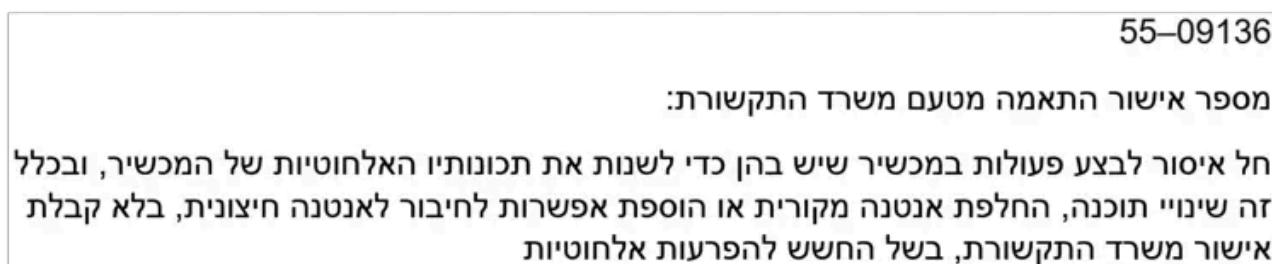 55–09136
מספר אישור התאמה מטעם משרד התקשורת:
חל איסור לבצע פעולות במכשיר שיש בהן כדי לשנות את תכונותיו האלחוטיות של המכשיר, ובכלל
זה שינויי תוכנה, החלפת אנטנה מקורית או הוספת אפשרות לחיבור לאנטנה חיצונית, בלא קבלת
אישור משרד התקשורת, בשל החשש להפרעות אלחוטיות